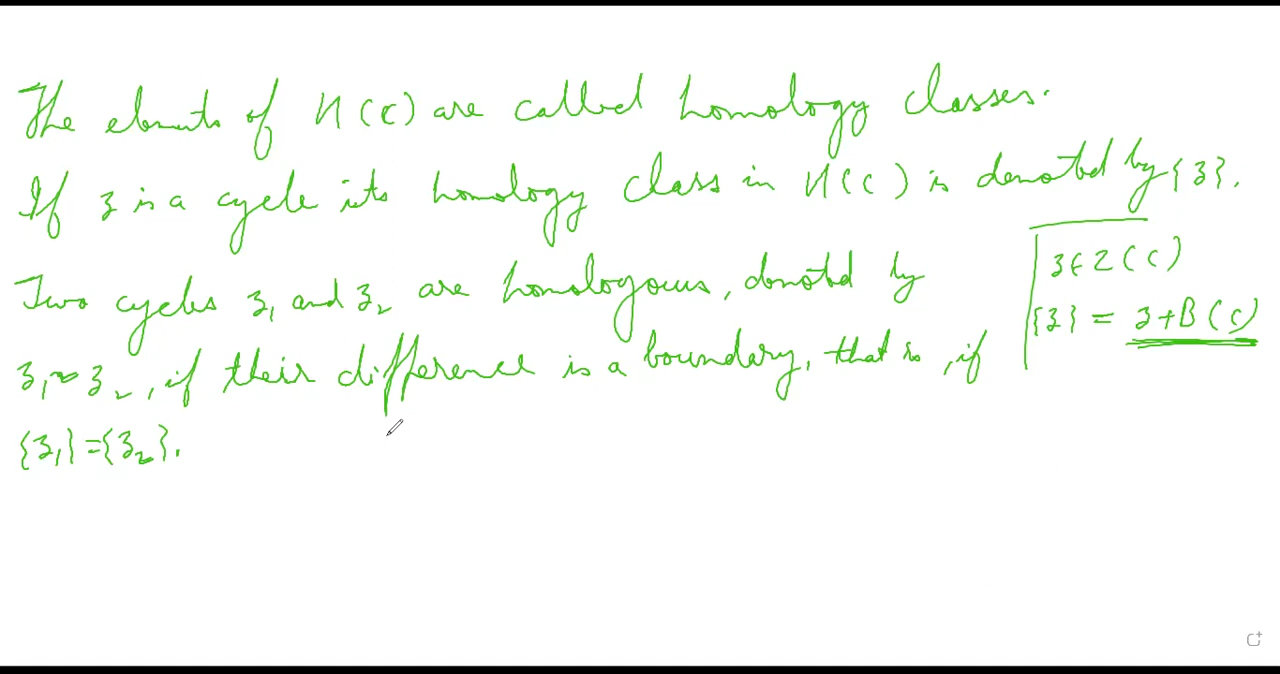 The elements of H(C) are called homology classes.
If z is a cycle its homology class in H(C) is denoted by {z}.
Two cycles z₁ and z₂ are homologous, denoted by
z₁~z₂, if their difference is a boundary, that is, if
{z₁}={z₂}.
z∈Z(C)
{z} = z+B(C)